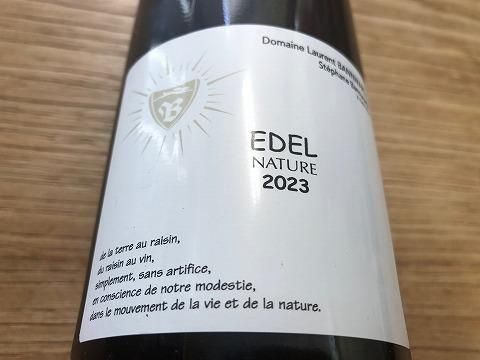 Domaine Laurent
Stéphane
B
EDEL
NATURE
2023
de la terre au raisin,
du raisin au vin,
simplement, sans artifice,
en conscience de notre modestie,
dans le mouvement de la vie et de la nature.